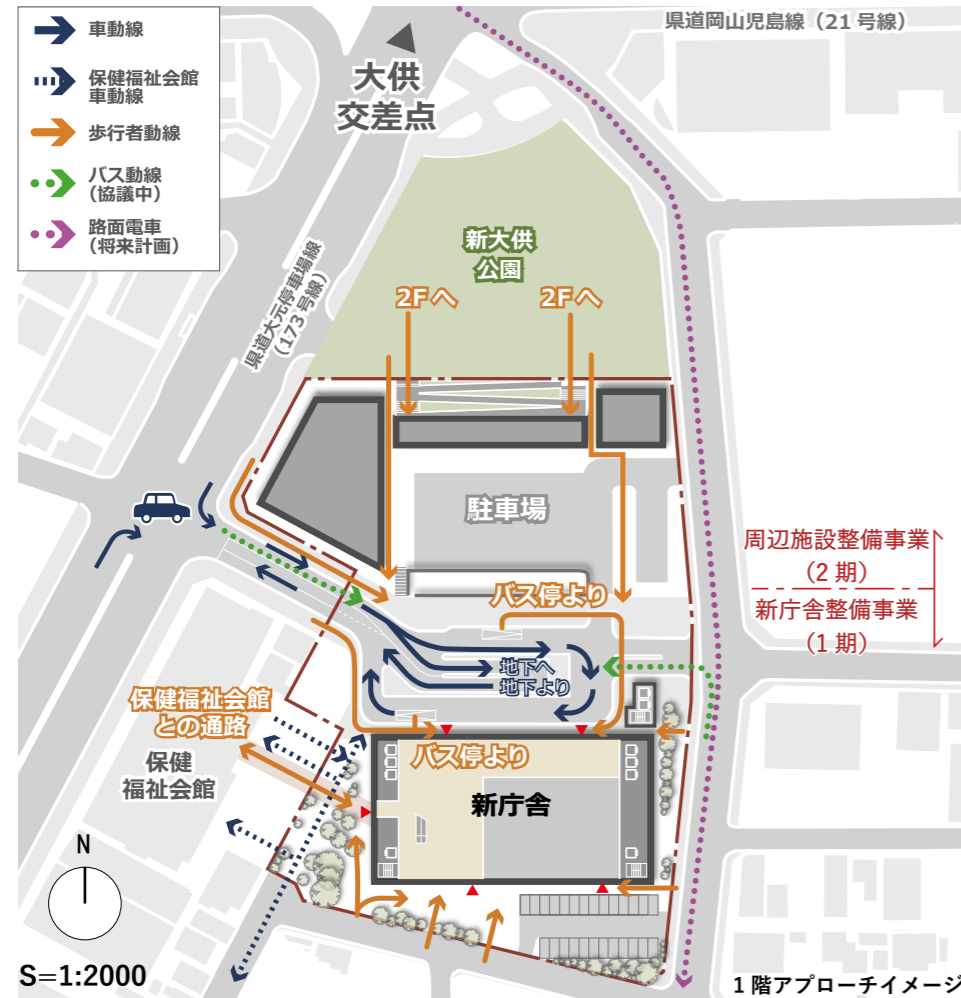 車動線
保健福祉会館
車動線
歩行者動線
バス動線
(協議中)
路面電車
(将来計画)
県道岡山児島線（21 号線）
大供
交差点
県道大元停車場線
(173号線)
新大供
公園
2Fへ
2Fへ
駐車場
周辺施設整備事業
（2 期）
新庁舎整備事業
（1 期）
バス停より
地下へ
地下より
保健福祉会館
との通路
保健
福祉会館
バス停より
新庁舎
N
S=1:2000
1 階アプローチイメージ